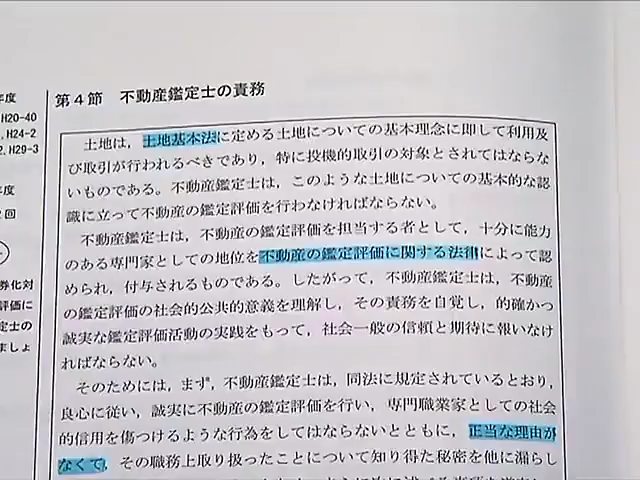 第4節 不動産鑑定士の責務
土地は，土地基本法に定める土地についての基本理念に即して利用及
び取引が行われるべきであり，特に投機的取引の対象とされてはならな
いものである。不動産鑑定士は，このような土地についての基本的な認
識に立って不動産の鑑定評価を行わなければならない。
不動産鑑定士は，不動産の鑑定評価を担当する者として，十分に能力
のある専門家としての地位を不動産の鑑定評価に関する法律によって認
められ，付与されるものである。したがって，不動産鑑定士は，不動産
の鑑定評価の社会的公共的意義を理解し，その責務を自覚し，的確かつ
誠実な鑑定評価活動の実践をもって，社会一般の信頼と期待に報いなけ
ればならない。
そのためには，まず，不動産鑑定士は，同法に規定されているとおり，
良心に従い，誠実に不動産の鑑定評価を行い，専門職業家としての社会
的信用を傷つけるような行為をしてはならないとともに，正当な理由が
なくて，その職務上取り扱ったことについて知り得た秘密を他に漏らし
年度
H20-40
, H24-2
2, H29-3
年度
2回
券化対
評価に
定士の
ましょ